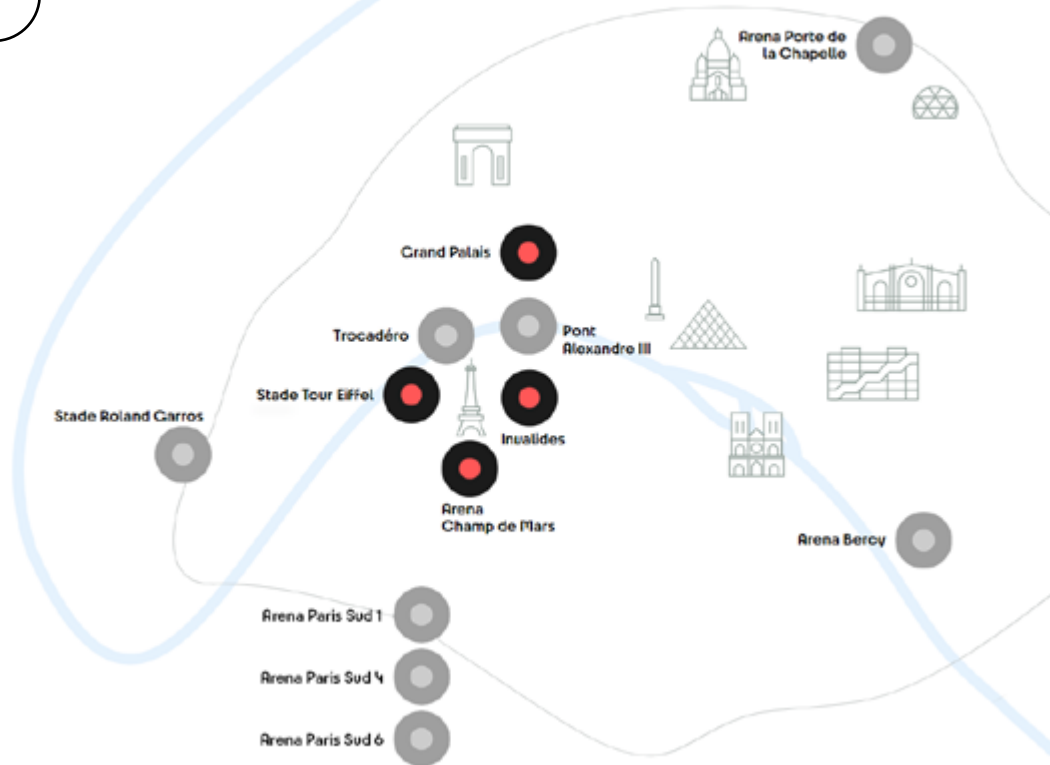 Arena Porte de
la Chapelle
Grand Palais
Trocadéro
Pont
Alexandre III
Stade Tour Eiffel
Stade Roland Garros
Invalides
Arena
Champ de Mars
Arena Bercy
Arena Paris Sud 1
Arena Paris Sud 4
Arena Paris Sud 6